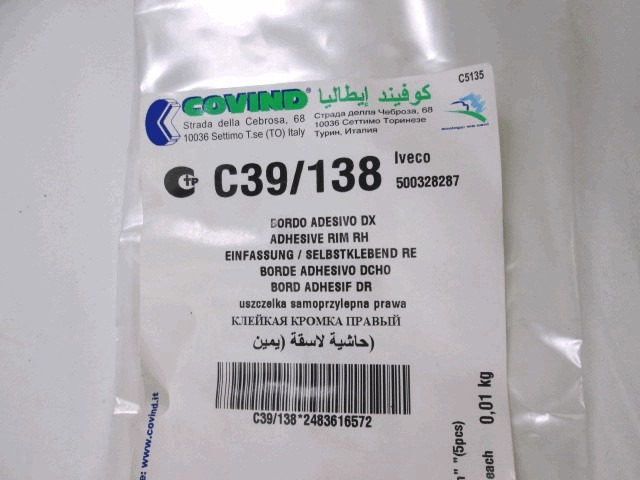 C5135
COVIND® كوفيند إيطاليا
Strada della Cebrosa, 68
10036 Settimo T.se (TO) Italy
Страда делла Чеброза, 68
10036 Сеттимо Торинезе
Турин, Италия
C39/138
Iveco
500328287
BORDO ADESIVO DX
ADHESIVE RIM RH
EINFASSUNG / SELBSTKLEBEND RE
BORDE ADHESIVO DCHO
BORD ADHESIF DR
uszczelka samoprzylepna prawa
КЛЕЙКАЯ КРОМКА ПРАВЫЙ
حاشية لاسقة (يمين)
C39/138*2483616572
e: www.covind.it
(5pcs)
each 0,01 kg